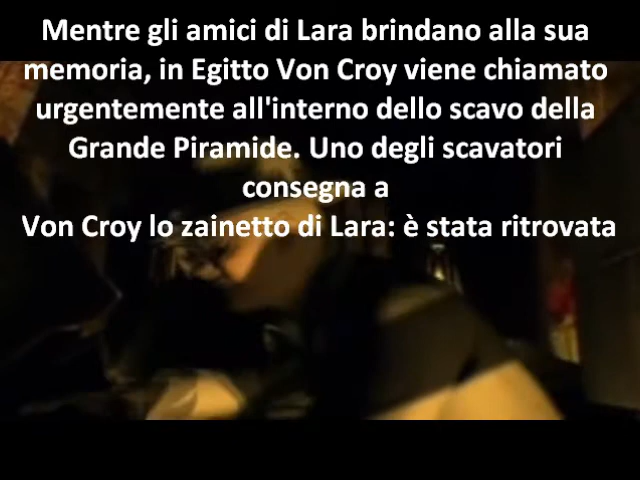 Mentre gli amici di Lara brindano alla sua
memoria, in Egitto Von Croy viene chiamato
urgentemente all'interno dello scavo della
Grande Piramide. Uno degli scavatori
consegna a
Von Croy lo zainetto di Lara: è stata ritrovata